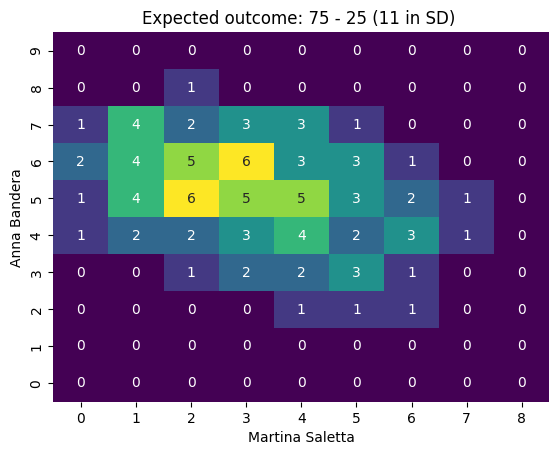 Expected outcome: 75 - 25 (11 in SD)
9 0 0 0 0 0 0 0 0 0
8 0 0 1 0 0 0 0 0 0
7 1 4 2 3 3 1 0 0 0
6 2 4 5 6 3 3 1 0 0
5 1 4 6 5 5 3 2 1 0
4 1 2 2 3 4 2 3 1 0
3 0 0 1 2 2 3 1 0 0
2 0 0 0 0 1 1 1 0 0
1 0 0 0 0 0 0 0 0 0
0 0 0 0 0 0 0 0 0 0
Anna Bandera
0 1 2 3 4 5 6 7 8
Martina Saletta